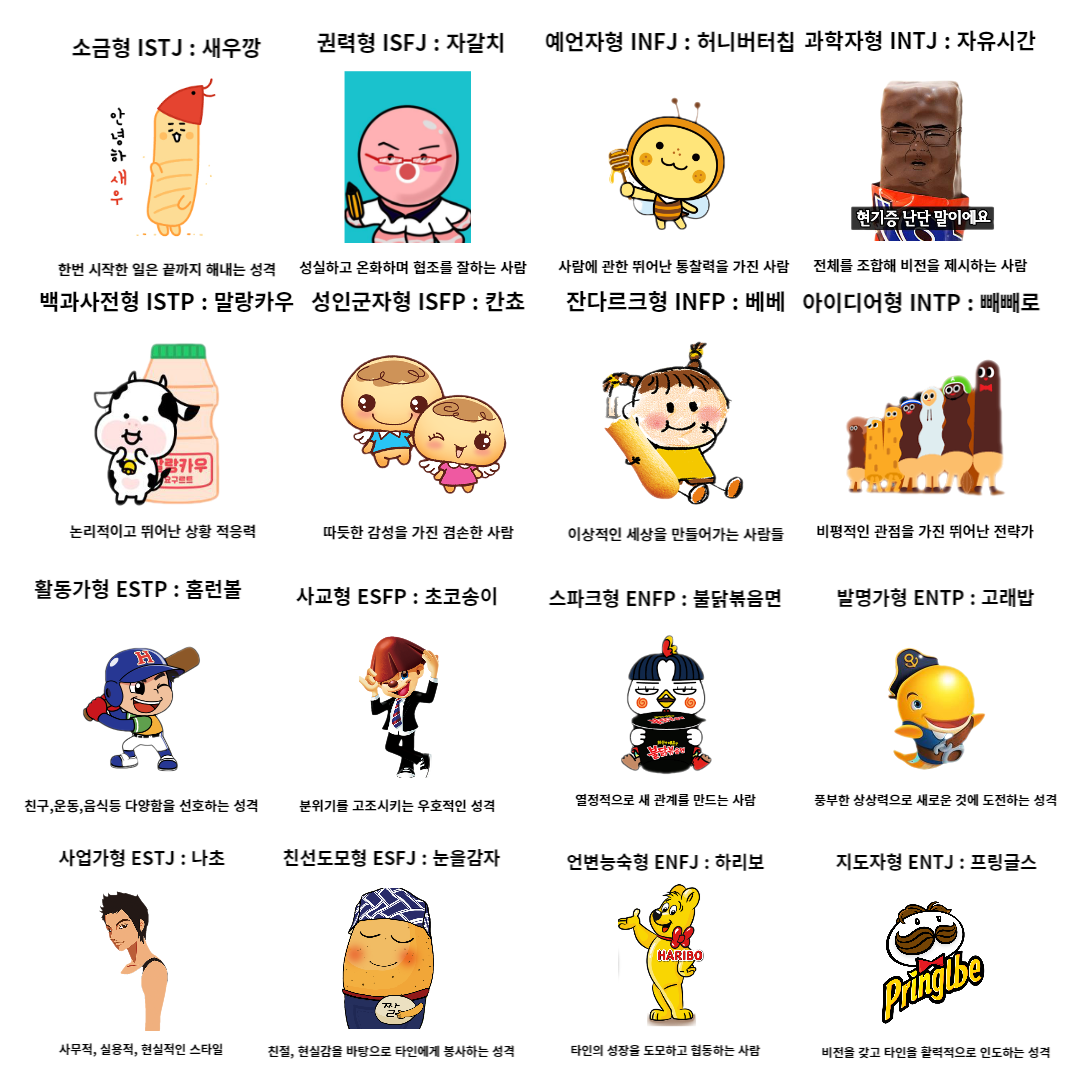 소금형 ISTJ : 새우깡
권력형 ISFJ : 자갈치
예언자형 INFJ : 허니버터칩
과학자형 INTJ : 자유시간
안녕하새우
현기증 난단 말이에요
한번 시작한 일은 끝까지 해내는 성격
성실하고 온화하며 협조를 잘하는 사람
사람에 관한 뛰어난 통찰력을 가진 사람
전체를 조합해 비전을 제시하는 사람
백과사전형 ISTP : 말랑카우
성인군자형 ISFP : 칸쵸
잔다르크형 INFP : 베베
아이디어형 INTP : 빼빼로
말랑카우
요구르트
논리적이고 뛰어난 상황 적응력
따듯한 감성을 가진 겸손한 사람
이상적인 세상을 만들어가는 사람들
비평적인 관점을 가진 뛰어난 전략가
활동가형 ESTP : 홈런볼
사교형 ESFP : 초코송이
스파크형 ENFP : 불닭볶음면
발명가형 ENTP : 고래밥
H
불닭볶음면
친구,운동,음식등 다양함을 선호하는 성격
분위기를 고조시키는 우호적인 성격
열정적으로 새 관계를 만드는 사람
풍부한 상상력으로 새로운 것에 도전하는 성격
사업가형 ESTJ : 나초
친선도모형 ESFJ : 눈을감자
언변능숙형 ENFJ : 하리보
지도자형 ENTJ : 프링글스
HARIBO
Pringlbe
사무적, 실용적, 현실적인 스타일
친절, 현실감을 바탕으로 타인에게 봉사하는 성격
타인의 성장을 도모하고 협동하는 사람
비전을 갖고 타인을 활력적으로 인도하는 성격